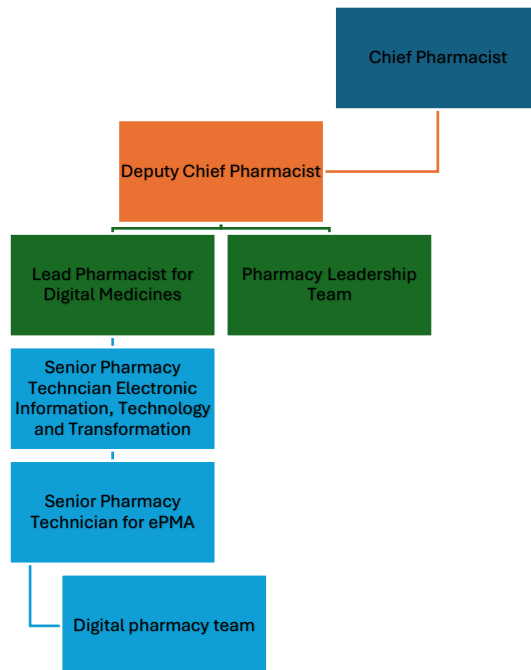 Chief Pharmacist
Deputy Chief Pharmacist
Lead Pharmacist for
Digital Medicines
Pharmacy Leadership
Team
Senior Pharmacy
Techncian Electronic
Information, Technology
and Transformation
Senior Pharmacy
Technician for ePMA
Digital pharmacy team